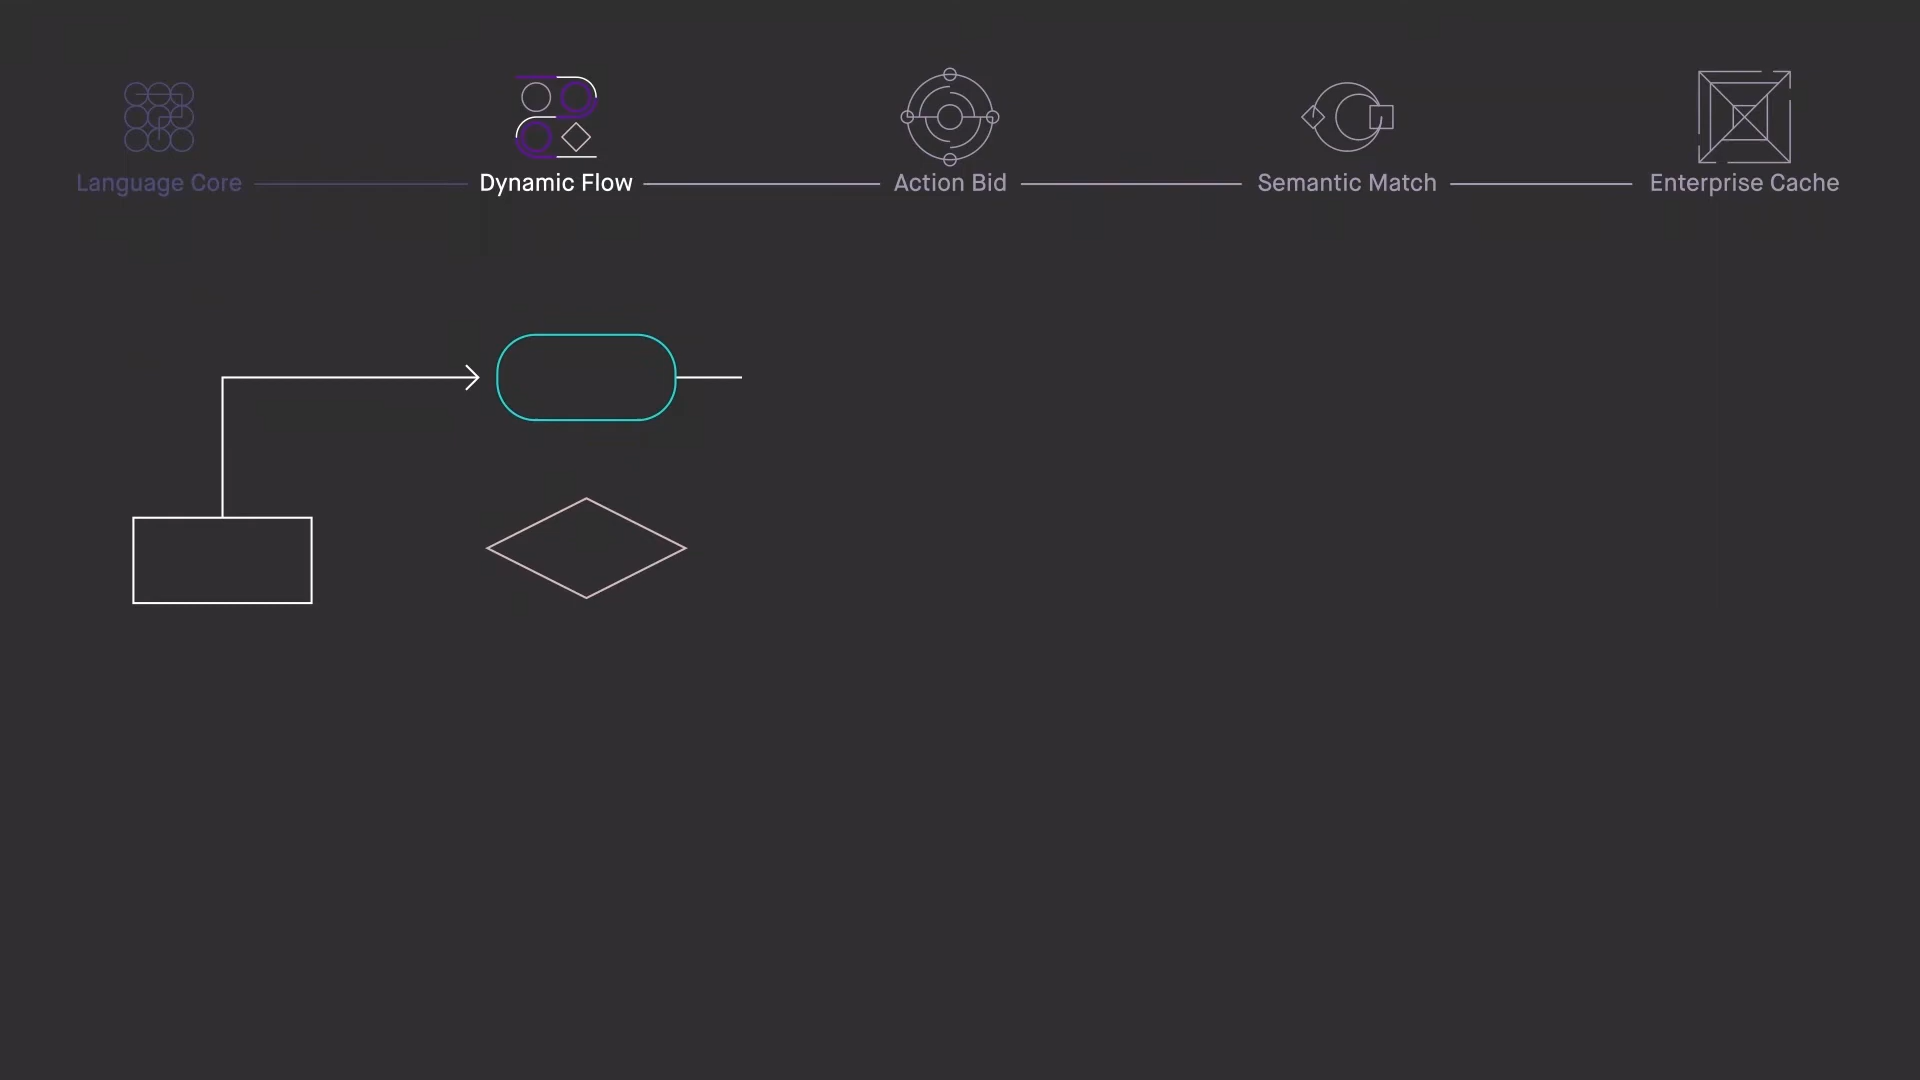 Language Core
Dynamic Flow
Action Bid
Semantic Match
Enterprise Cache